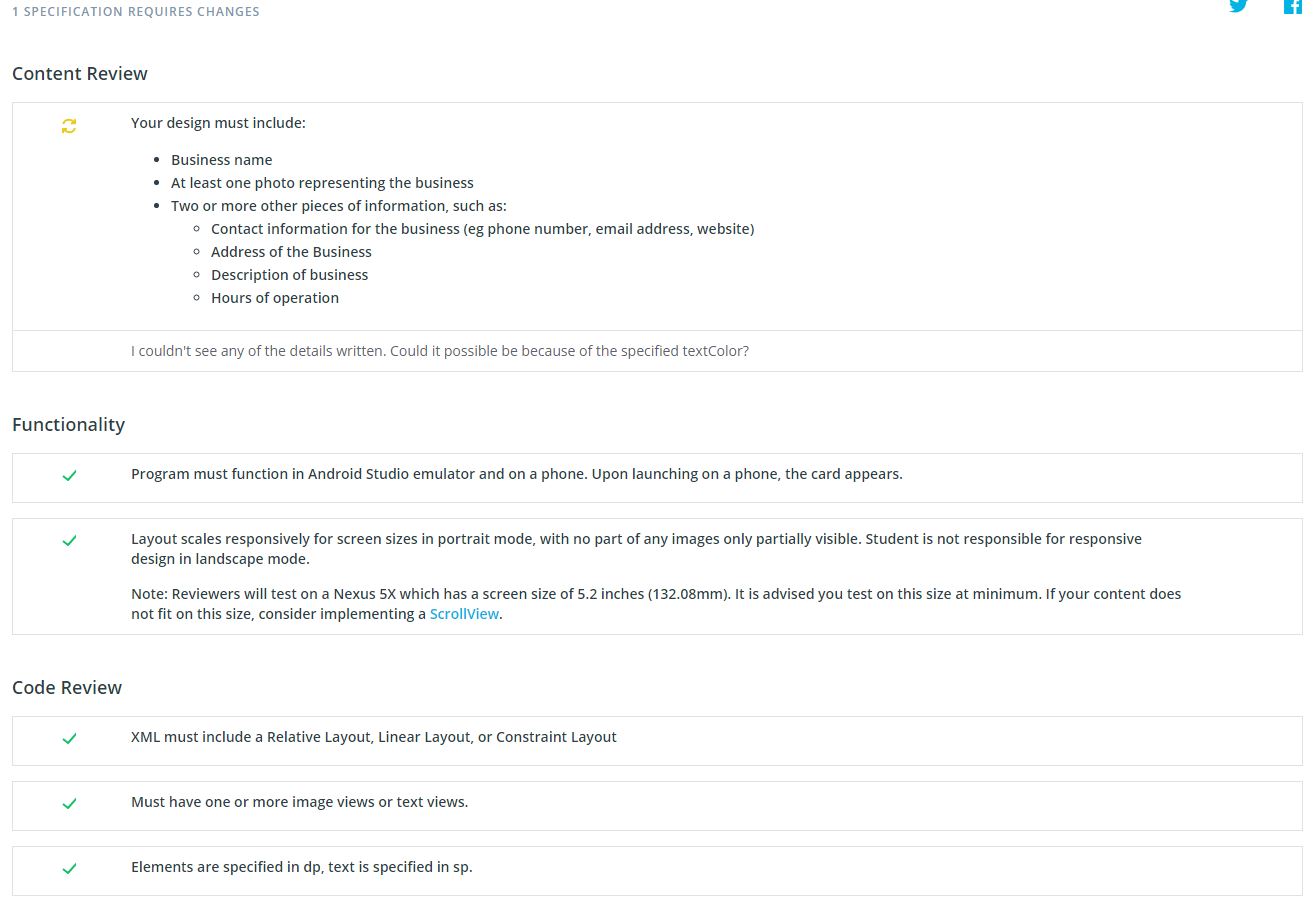 1 SPECIFICATION REQUIRES CHANGES
Content Review
Your design must include:
Business name
At least one photo representing the business
Two or more other pieces of information, such as:
Contact information for the business (eg phone number, email address, website)
Address of the Business
Description of business
Hours of operation
I couldn't see any of the details written. Could it possible be because of the specified textColor?
Functionality
Program must function in Android Studio emulator and on a phone. Upon launching on a phone, the card appears.
Layout scales responsively for screen sizes in portrait mode, with no part of any images only partially visible. Student is not responsible for responsive
design in landscape mode.
Note: Reviewers will test on a Nexus 5X which has a screen size of 5.2 inches (132.08mm). It is advised you test on this size at minimum. If your content does
not fit on this size, consider implementing a ScrollView.
Code Review
XML must include a Relative Layout, Linear Layout, or Constraint Layout
Must have one or more image views or text views.
Elements are specified in dp, text is specified in sp.